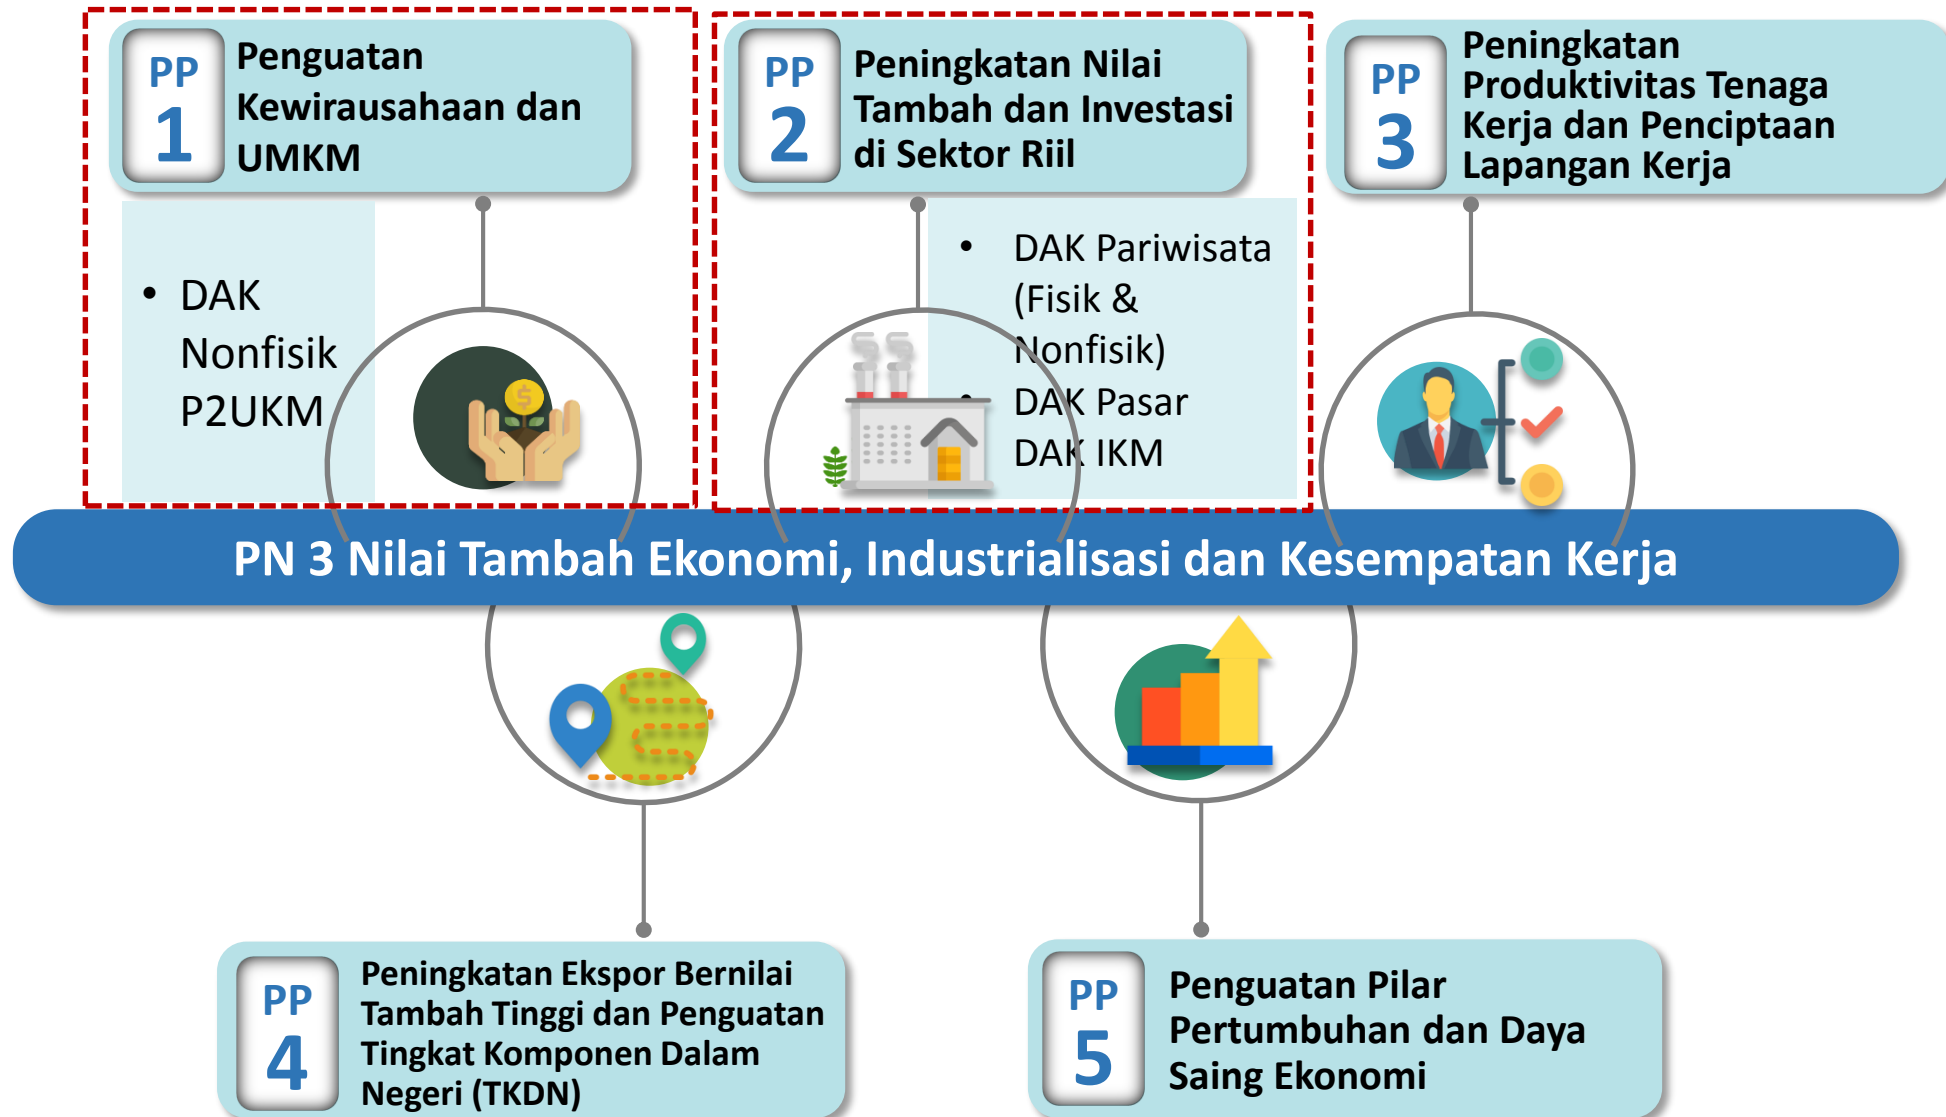 PP
1
Penguatan
Kewirausahaan dan
UMKM
• DAK
Nonfisik
P2UKM
PP
2
Peningkatan Nilai
Tambah dan Investasi
di Sektor Riil
• DAK Pariwisata
(Fisik &
Nonfisik)
• DAK Pasar
DAK IKM
PP
3
Peningkatan
Produktivitas Tenaga
Kerja dan Penciptaan
Lapangan Kerja
PN 3 Nilai Tambah Ekonomi, Industrialisasi dan Kesempatan Kerja
PP
4
Peningkatan Ekspor Bernilai
Tambah Tinggi dan Penguatan
Tingkat Komponen Dalam
Negeri (TKDN)
PP
5
Penguatan Pilar
Pertumbuhan dan Daya
Saing Ekonomi